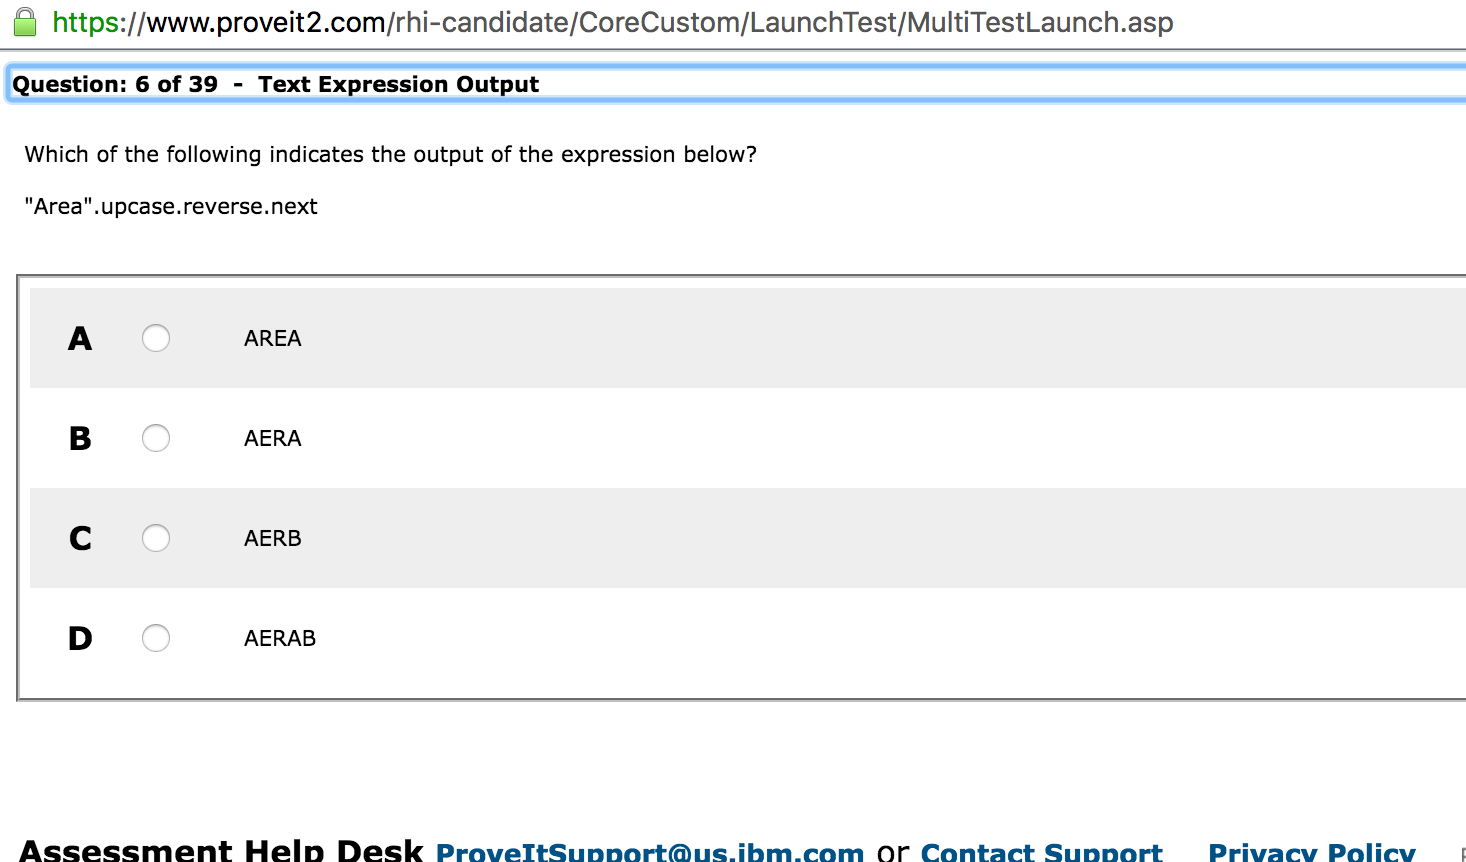 https://www.proveit2.com/rhi-candidate/CoreCustom/LaunchTest/MultiTestLaunch.asp
Question: 6 of 39 - Text Expression Output
Which of the following indicates the output of the expression below?
"Area".upcase.reverse.next
A AREA
B AERA
C AERB
D AERAB
Assessment Help Desk ProveItSupport@us.ibm.com or Contact Support Privacy Policy